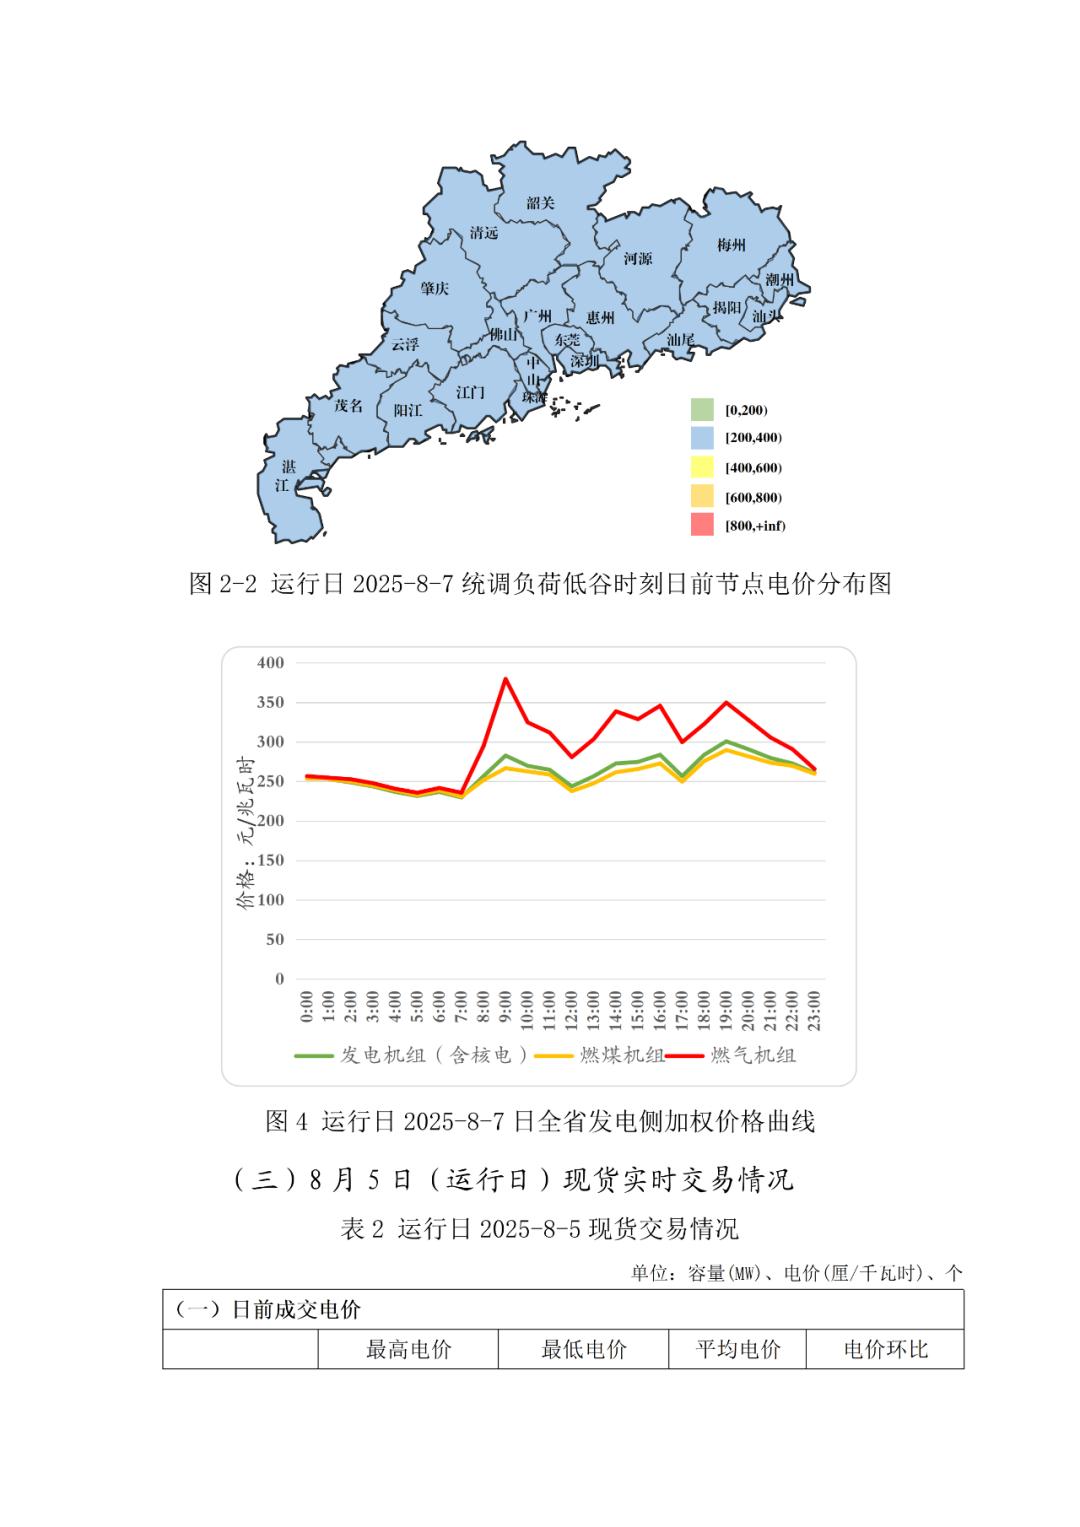 韶关
清远
河源
梅州
潮州
肇庆
揭阳
汕头
广州
惠州
佛山
东莞
汕尾
云浮
深圳
中山
江门
珠海
茂名
阳江
湛江
[0,200)
[200,400)
[400,600)
[600,800)
[800,+inf)
图 2-2 运行日 2025-8-7 统调负荷低谷时刻日前节点电价分布图
400
350
300
250
200
150
100
50
0
价格：元/兆瓦时
0:00 1:00 2:00 3:00 4:00 5:00 6:00 7:00 8:00 9:00 10:00 11:00 12:00 13:00 14:00 15:00 16:00 17:00 18:00 19:00 20:00 21:00 22:00 23:00
发电机组（含核电） 燃煤机组 燃气机组
图 4 运行日 2025-8-7 日全省发电侧加权价格曲线
（三）8 月 5 日（运行日）现货实时交易情况
表 2 运行日 2025-8-5 现货交易情况
单位：容量(MW)、电价(厘/千瓦时)、个
（一）日前成交电价
最高电价 最低电价 平均电价 电价环比